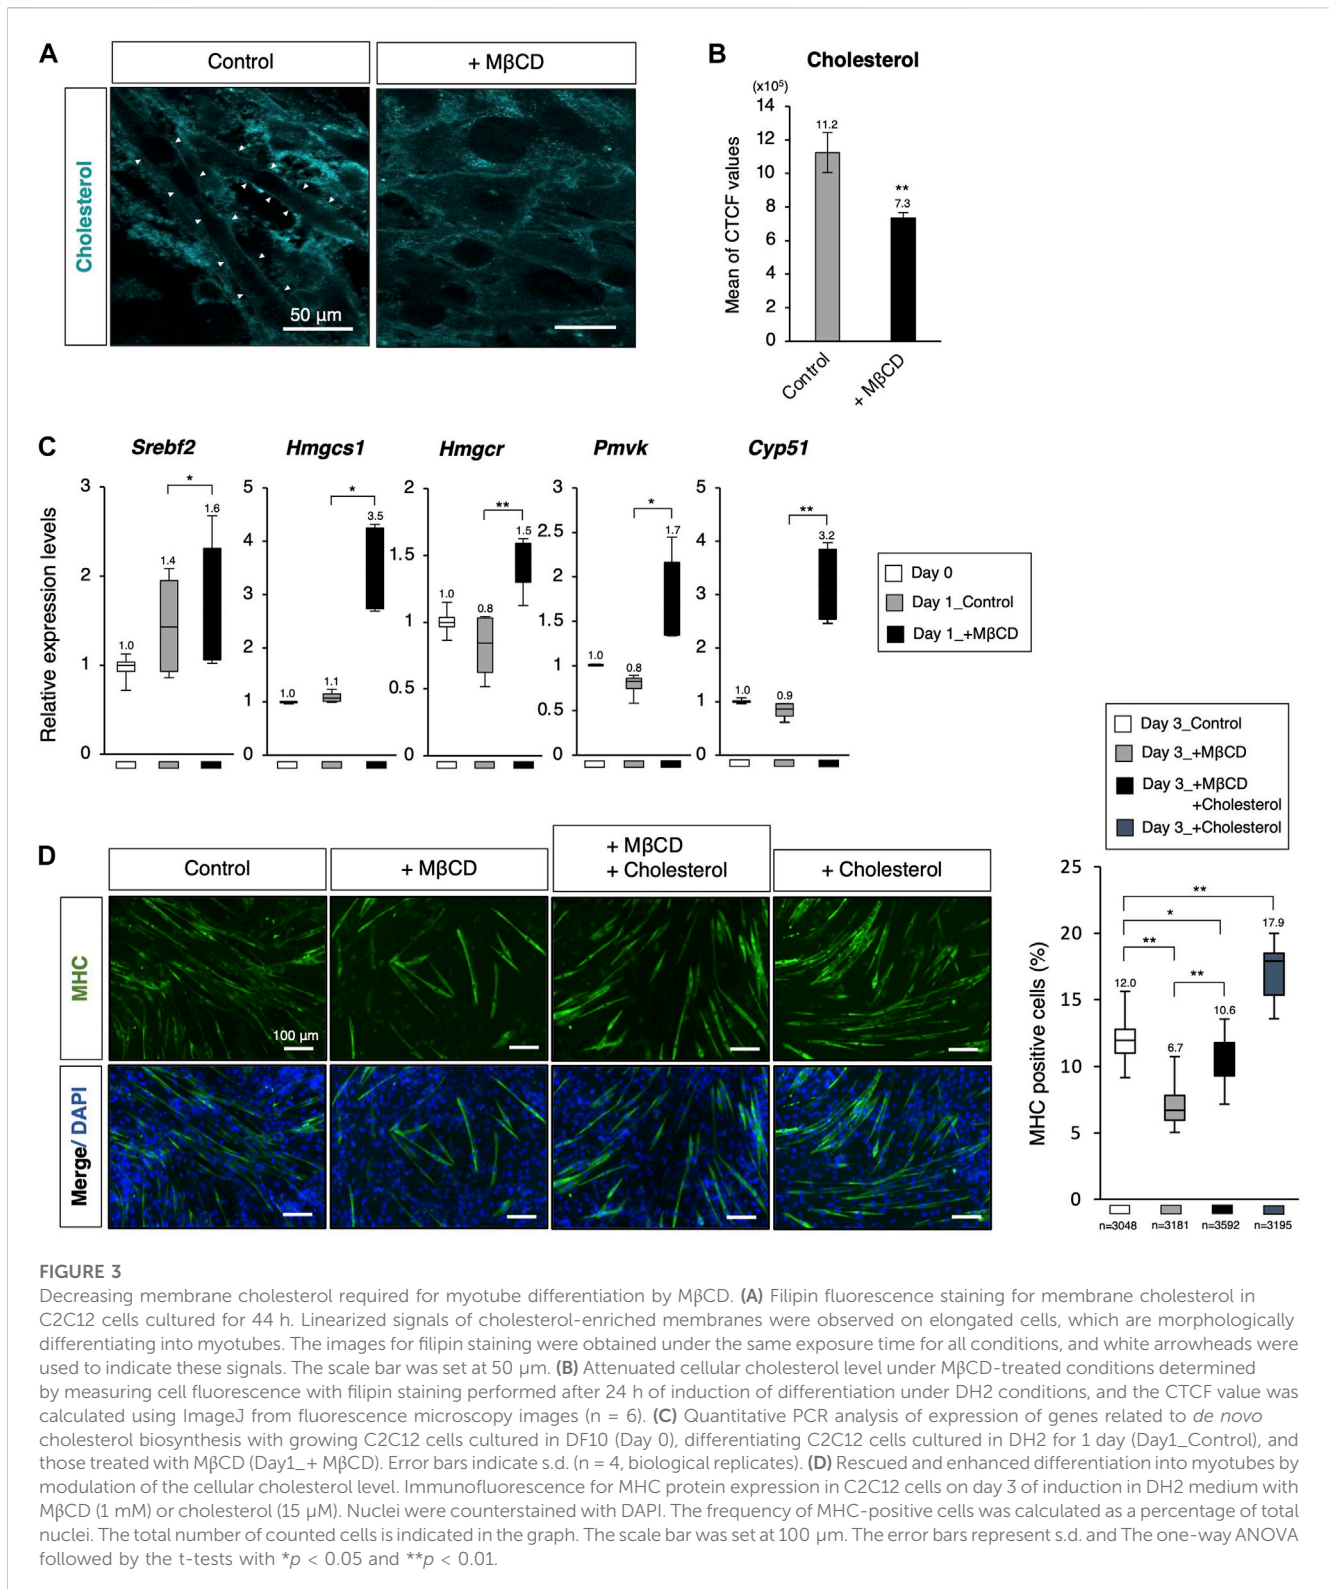 A
Control
+ MβCD
Cholesterol
50 µm
B
Cholesterol
(x10⁵)
Mean of CTCF values
14
12
10
8
6
4
2
0
11.2
**
7.3
Control
+ MβCD
C
Relative expression levels
Srebf2
3
2
1
0
1.0
1.4
1.6
*
Hmgcs1
5
4
3
2
1
0
1.0
1.1
3.5
*
Hmgcr
2
1.5
1
0.5
0
1.0
0.8
1.5
**
Pmvk
3
2.5
2
1.5
1
0.5
0
1.0
0.8
1.7
*
Cyp51
5
4
3
2
1
0
1.0
0.9
3.2
**
Day 0
Day 1_Control
Day 1_+MβCD
D
Control
+ MβCD
+ MβCD
+ Cholesterol
+ Cholesterol
MHC
100 µm
Merge/ DAPI
Day 3_Control
Day 3_+MβCD
Day 3_+MβCD
+Cholesterol
Day 3_+Cholesterol
MHC positive cells (%)
25
20
15
10
5
0
**
*
**
**
12.0
6.7
10.6
17.9
n=3048
n=3181
n=3592
n=3195
FIGURE 3
Decreasing membrane cholesterol required for myotube differentiation by MβCD. (A) Filipin fluorescence staining for membrane cholesterol in
C2C12 cells cultured for 44 h. Linearized signals of cholesterol-enriched membranes were observed on elongated cells, which are morphologically
differentiating into myotubes. The images for filipin staining were obtained under the same exposure time for all conditions, and white arrowheads were
used to indicate these signals. The scale bar was set at 50 µm. (B) Attenuated cellular cholesterol level under MβCD-treated conditions determined
by measuring cell fluorescence with filipin staining performed after 24 h of induction of differentiation under DH2 conditions, and the CTCF value was
calculated using ImageJ from fluorescence microscopy images (n = 6). (C) Quantitative PCR analysis of expression of genes related to de novo
cholesterol biosynthesis with growing C2C12 cells cultured in DF10 (Day 0), differentiating C2C12 cells cultured in DH2 for 1 day (Day1_Control), and
those treated with MβCD (Day1_+ MβCD). Error bars indicate s.d. (n = 4, biological replicates). (D) Rescued and enhanced differentiation into myotubes by
modulation of the cellular cholesterol level. Immunofluorescence for MHC protein expression in C2C12 cells on day 3 of induction in DH2 medium with
MβCD (1 mM) or cholesterol (15 µM). Nuclei were counterstained with DAPI. The frequency of MHC-positive cells was calculated as a percentage of total
nuclei. The total number of counted cells is indicated in the graph. The scale bar was set at 100 µm. The error bars represent s.d. and The one-way ANOVA
followed by the t-tests with *p < 0.05 and **p < 0.01.